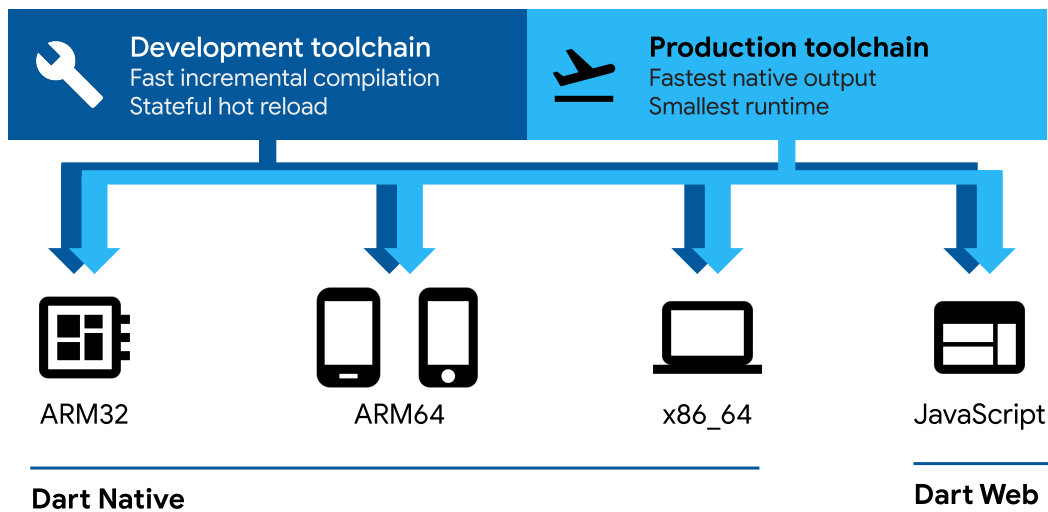 Development toolchain
Fast incremental compilation
Stateful hot reload
Production toolchain
Fastest native output
Smallest runtime
ARM32
ARM64
x86_64
JavaScript
Dart Native
Dart Web